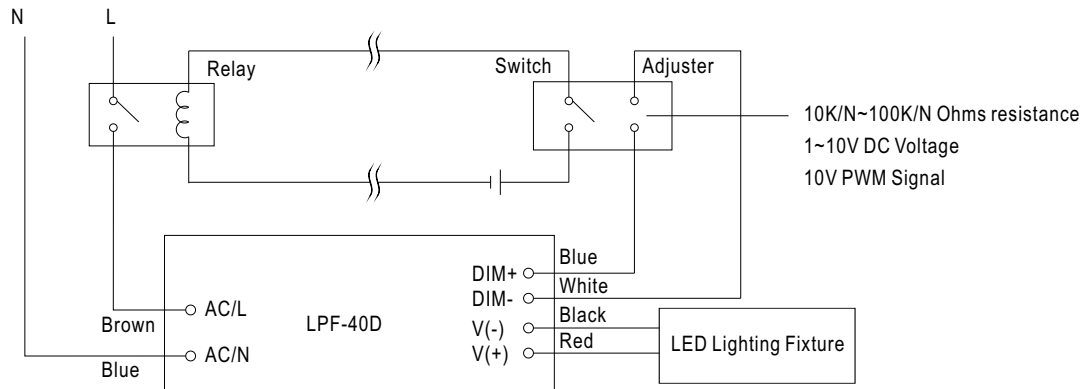 N
L
Relay
Switch
Adjuster
10K/N~100K/N Ohms resistance
1~10V DC Voltage
10V PWM Signal
Blue
DIM+
White
DIM-
Black
V(-)
Red
V(+)
AC/L
LPF-40D
Brown
AC/N
Blue
LED Lighting Fixture